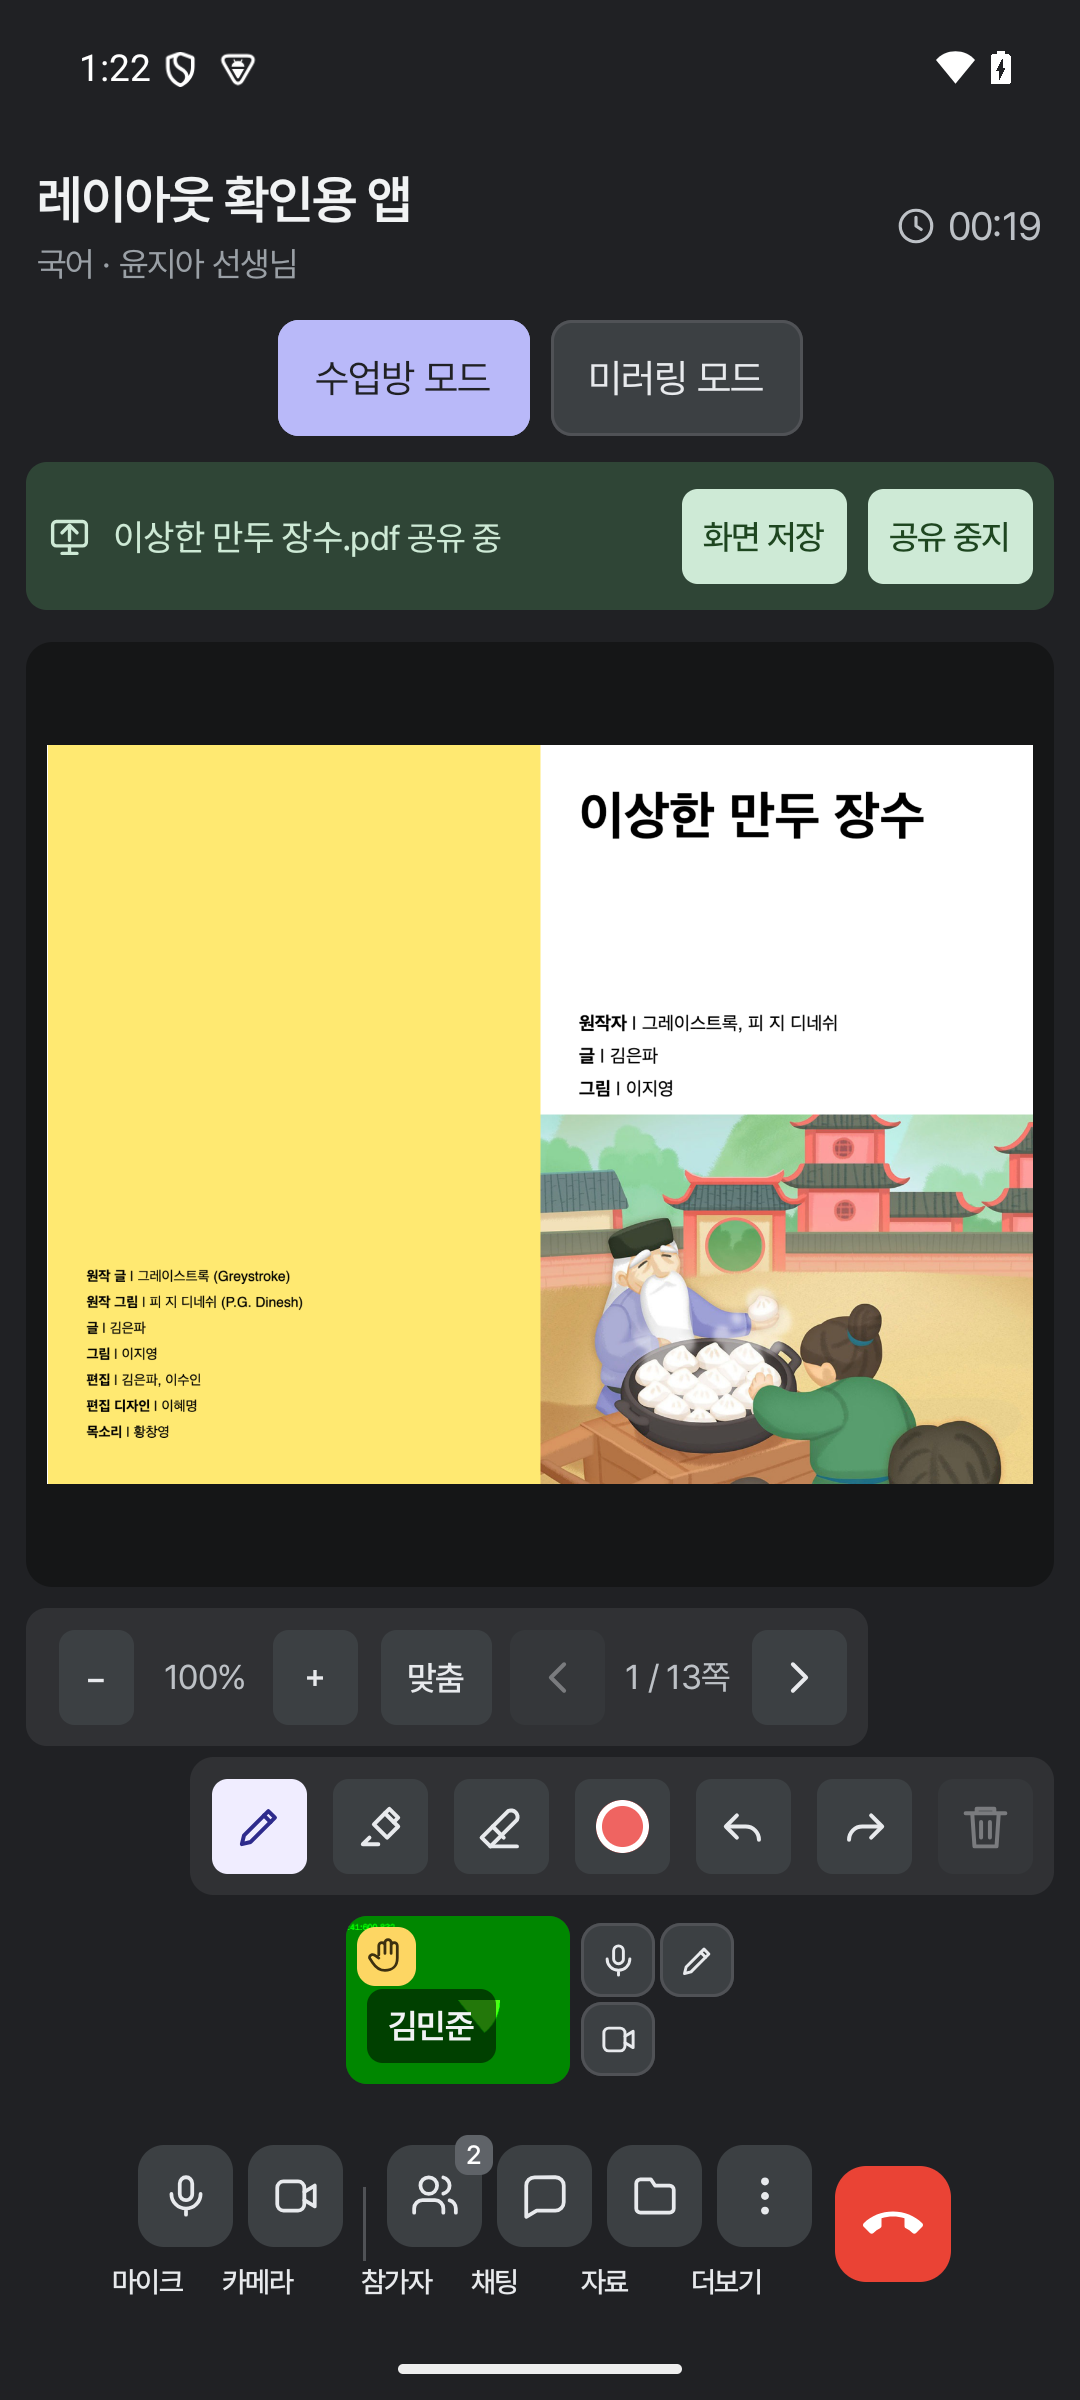 1:22
레이아웃 확인용 앱
국어 · 윤지아 선생님
00:19
수업방 모드
미러링 모드
이상한 만두 장수.pdf 공유 중
화면 저장
공유 중지
이상한 만두 장수
원작자 | 그레이스트록, 피 지 디네쉬
글 | 김은파
그림 | 이지영
원작 글 | 그레이스트록 (Greystroke)
원작 그림 | 피 지 디네쉬 (P.G. Dinesh)
글 | 김은파
그림 | 이지영
편집 | 김은파, 이수인
편집 디자인 | 이혜명
목소리 | 황창영
− 100% + 맞춤 1 / 13쪽
김민준
2
마이크 카메라 참가자 채팅 자료 더보기